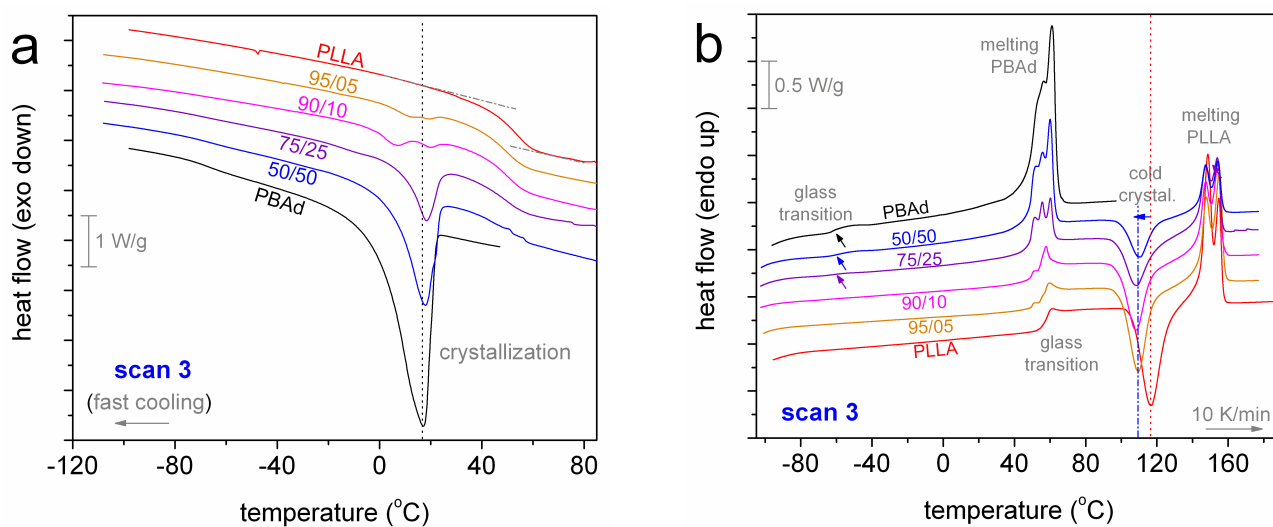 a
PLLA
95/05
90/10
75/25
50/50
PBAd
1 W/g
crystallization
scan 3
(fast cooling)
heat flow (exo down)
-120
-80
-40
0
40
80
temperature (°C)
b
melting
PBAd
0.5 W/g
melting
PLLA
cold
crystal.
glass
transition
PBAd
50/50
75/25
90/10
95/05
PLLA
glass
transition
scan 3
10 K/min
heat flow (endo up)
-80
-40
0
40
80
120
160
temperature (°C)